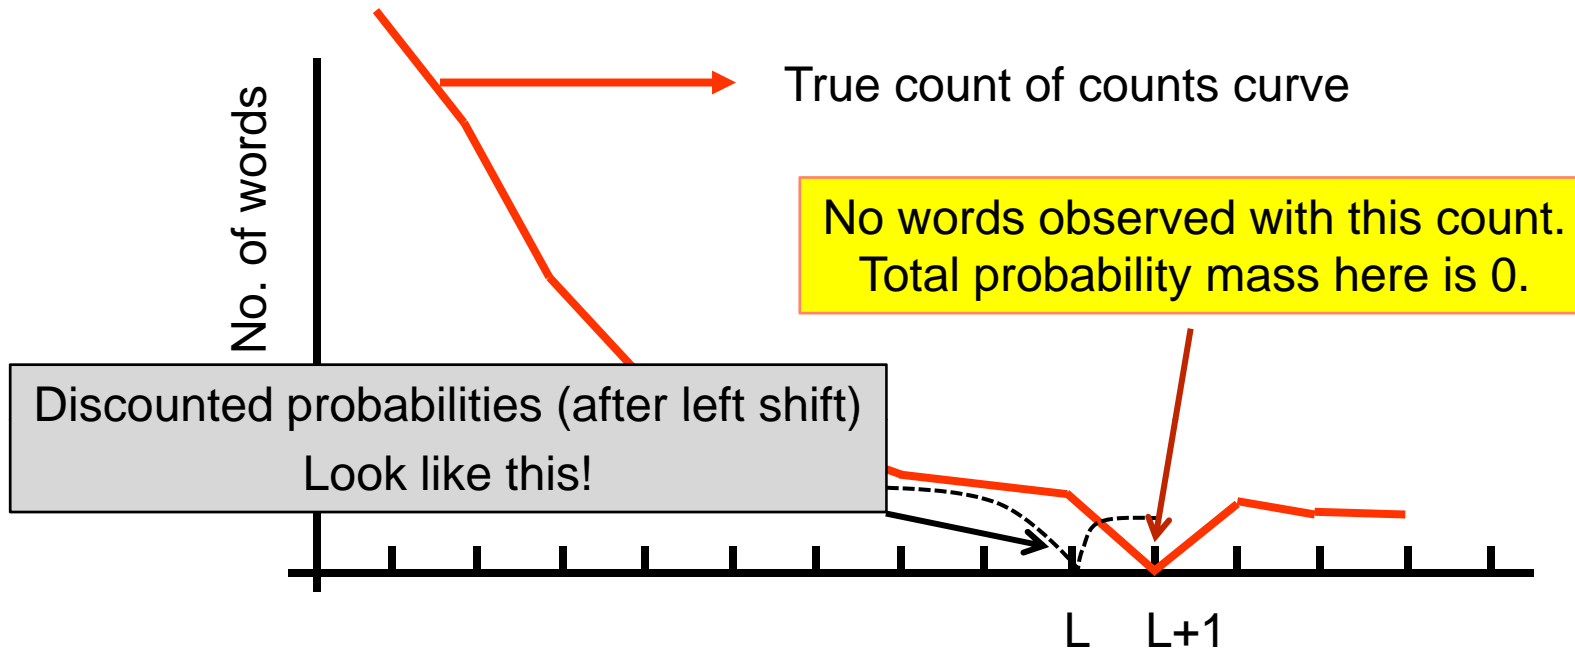 True count of counts curve
No. of words
No words observed with this count.
Total probability mass here is 0.
Discounted probabilities (after left shift)
Look like this!
L
L+1